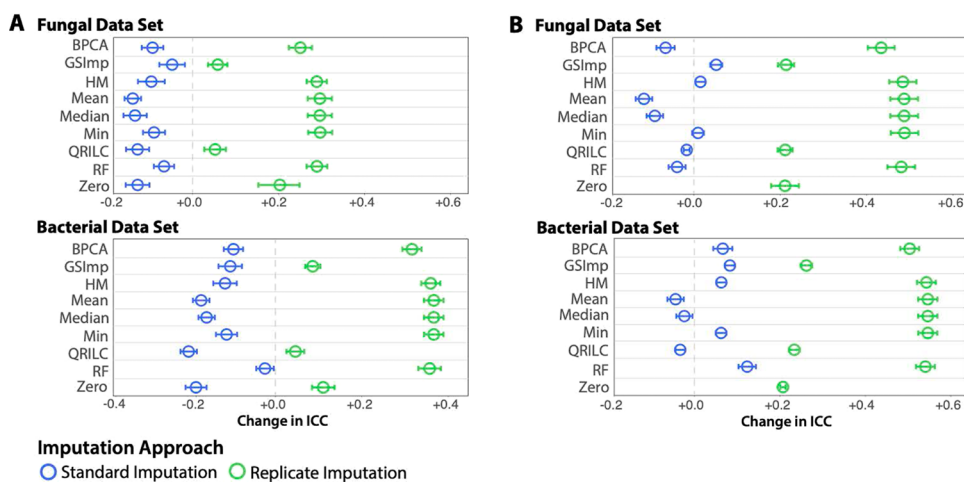 A
Fungal Data Set
BPCA
GSImp
HM
Mean
Median
Min
QRILC
RF
Zero
-0.2 +0.0 +0.2 +0.4 +0.6
Bacterial Data Set
BPCA
GSImp
HM
Mean
Median
Min
QRILC
RF
Zero
-0.4 -0.2 +0.0 +0.2 +0.4
Change in ICC
B
Fungal Data Set
BPCA
GSImp
HM
Mean
Median
Min
QRILC
RF
Zero
-0.2 +0.0 +0.2 +0.4 +0.6
Bacterial Data Set
BPCA
GSImp
HM
Mean
Median
Min
QRILC
RF
Zero
-0.2 +0.0 +0.2 +0.4 +0.6
Change in ICC
Imputation Approach
Standard Imputation Replicate Imputation